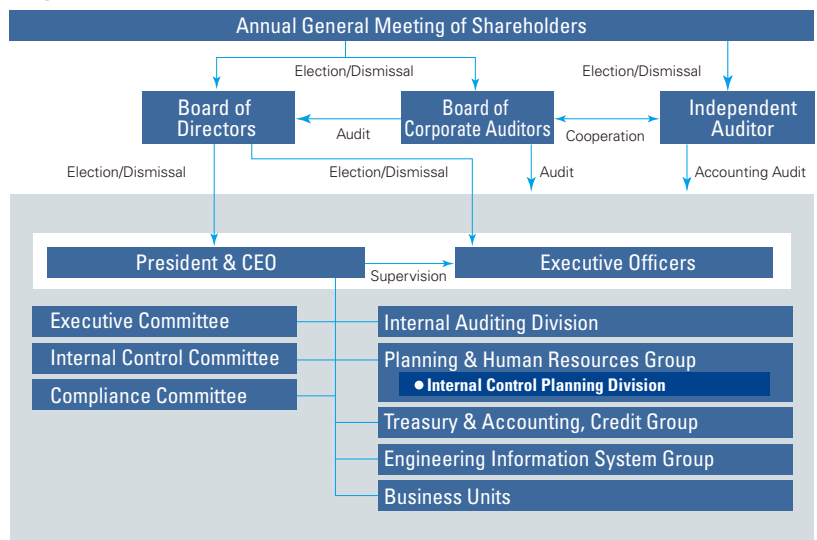 Annual General Meeting of Shareholders
Election/Dismissal
Election/Dismissal
Board of
Directors
Audit
Board of
Corporate Auditors
Cooperation
Independent
Auditor
Election/Dismissal
Election/Dismissal
Audit
Accounting Audit
President & CEO
Supervision
Executive Officers
Executive Committee
Internal Control Committee
Compliance Committee
Internal Auditing Division
Planning & Human Resources Group
● Internal Control Planning Division
Treasury & Accounting, Credit Group
Engineering Information System Group
Business Units